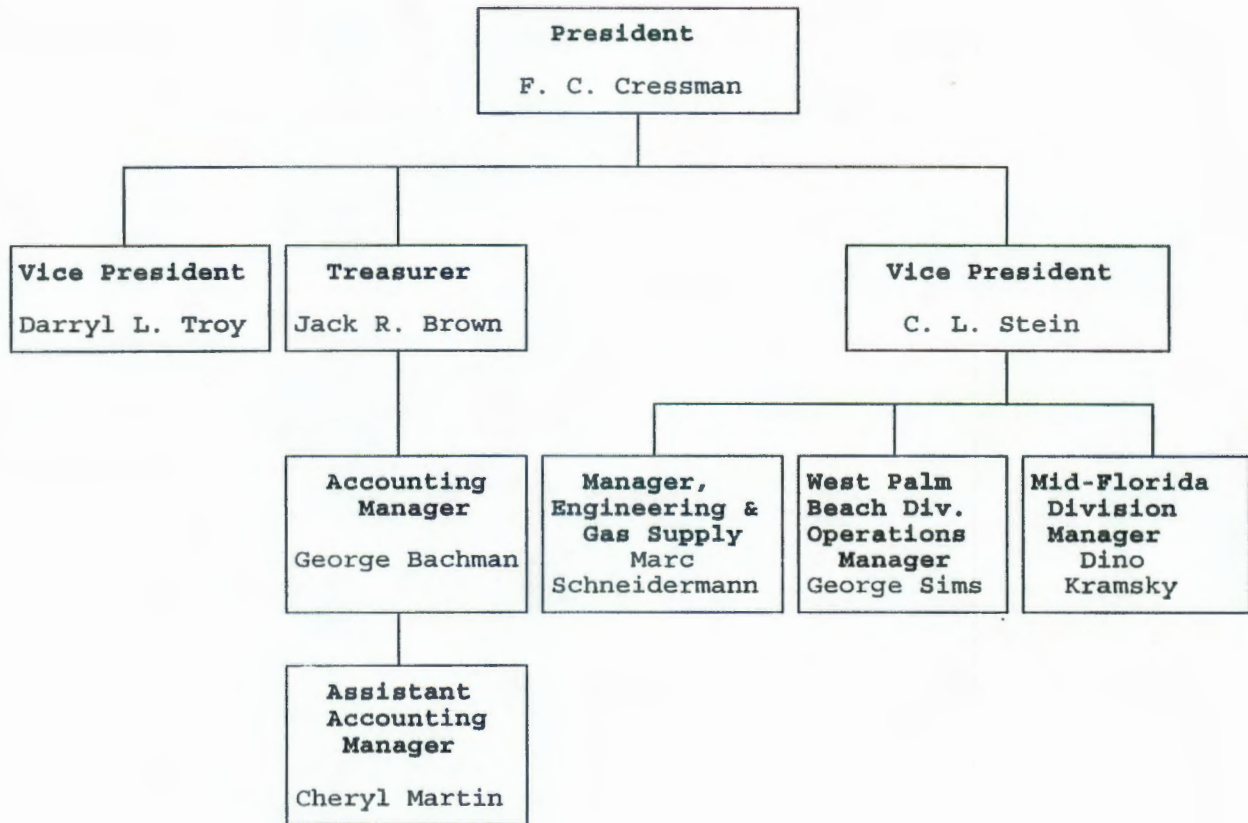 President
F. C. Cressman
Vice President
Darryl L. Troy
Treasurer
Jack R. Brown
Vice President
C. L. Stein
Accounting
Manager
George Bachman
Manager,
Engineering &
Gas Supply
Marc
Schneidermann
West Palm
Beach Div.
Operations
Manager
George Sims
Mid-Florida
Division
Manager
Dino
Kramsky
Assistant
Accounting
Manager
Cheryl Martin